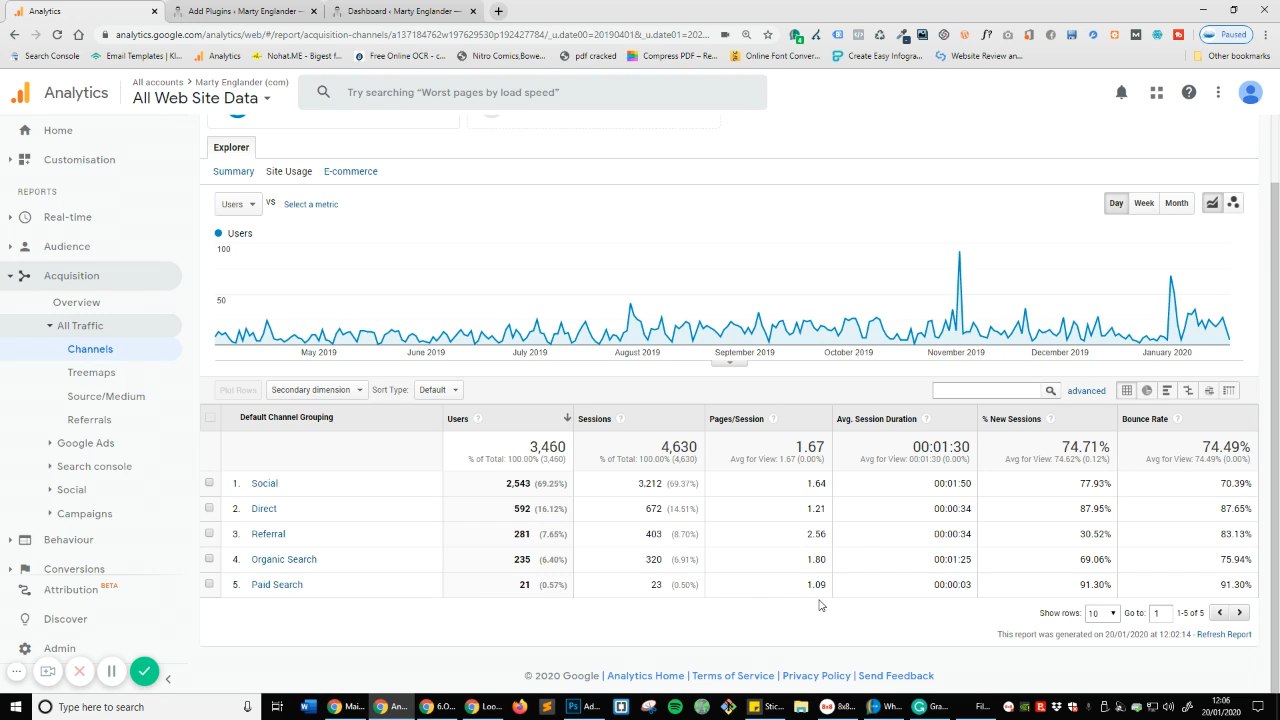 Analytics
Add Plugins ‹ Marty Englander —
Dashboard ‹ Marty Englander —
analytics.google.com/analytics/web/#/report/acquisition-channels/a137184762w197629530p192427784/_u.date00=20190401&_u.date01=202...
Paused
Search Console
Email Templates | Kl...
Analytics
Nohat.ME - Berita T...
Free Online OCR - c...
Nitro Comics,Bowe...
pdf cracked
Compress PDF – Re...
Online Font Conver...
Create Easy Infogra...
Website Review an...
Other bookmarks
Analytics
All accounts > Marty Englander (com)
All Web Site Data
Try searching “Worst pages by load speed”
Home
Customisation
REPORTS
Real-time
Audience
Acquisition
Overview
All Traffic
Channels
Treemaps
Source/Medium
Referrals
Google Ads
Search console
Social
Campaigns
Behaviour
Conversions
Attribution BETA
Discover
Admin
Explorer
Summary Site Usage E-commerce
Users VS Select a metric
Day Week Month
Users
100
50
May 2019 June 2019 July 2019 August 2019 September 2019 October 2019 November 2019 December 2019 January 2020
Plot Rows Secondary dimension Sort Type: Default advanced
Default Channel Grouping Users Sessions Pages/Session Avg. Session Duration % New Sessions Bounce Rate
3,460 4,630 1.67 00:01:30 74.71% 74.49%
% of Total: 100.00% (3,460) % of Total: 100.00% (4,630) Avg for View: 1.67 (0.00%) Avg for View: 00:01:30 (0.00%) Avg for View: 74.62% (0.12%) Avg for View: 74.49% (0.00%)
1. Social 2,543 (69.25%) 3,212 (69.37%) 1.64 00:01:50 77.93% 70.39%
2. Direct 592 (16.12%) 672 (14.51%) 1.21 00:00:34 87.95% 87.65%
3. Referral 281 (7.65%) 403 (8.70%) 2.56 00:00:34 30.52% 83.13%
4. Organic Search 235 (6.40%) 320 (6.91%) 1.80 00:01:25 69.06% 75.94%
5. Paid Search 21 (0.57%) 23 (0.50%) 1.09 00:00:03 91.30% 91.30%
Show rows: 10 Go to: 1 1-5 of 5
This report was generated on 20/01/2020 at 12:02:14 - Refresh Report
© 2020 Google | Analytics Home | Terms of Service | Privacy Policy | Send Feedback
Type here to search
Mai...
An...
6.0...
Loo...
Ad...
Stic...
8x8...
Wh...
Gra...
Fil...
12:06
20/01/2020